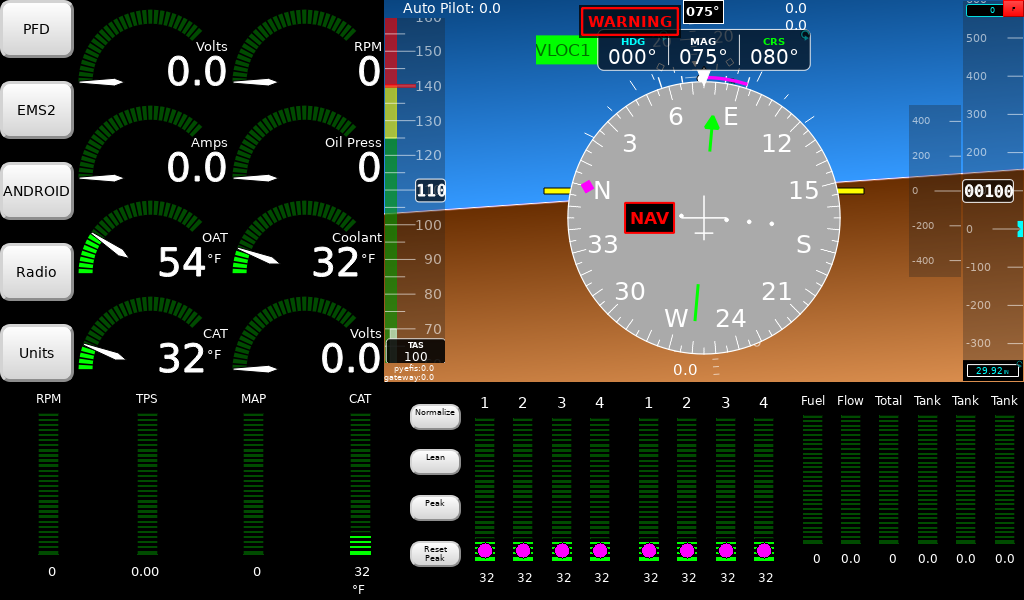 PFD
EMS2
ANDROID
Radio
Units
Volts
0.0
RPM
0
Amps
0.0
Oil Press
0
OAT
54 °F
Coolant
32 °F
CAT
32 °F
Volts
0.0
Auto Pilot: 0.0
WARNING
075°
0.0
0.0
VLOC1
HDG
000°
MAG
075°
CRS
080°
20
20
160
150
140
130
120
110
100
90
80
70
TAS
100
pyefis:0.0
gateway:0.0
N
3
6
E
12
15
S
21
24
W
30
33
NAV
0.0
400
200
0
-200
-400
0
500
400
300
200
00100
0
-100
-200
-300
29.92
RPM
TPS
MAP
CAT
0
0.00
0
32
°F
Normalize
Lean
Peak
Reset
Peak
1 2 3 4 1 2 3 4
32 32 32 32 32 32 32 32
Fuel Flow Total Tank Tank Tank
0 0.0 0 0.0 0.0 0.0